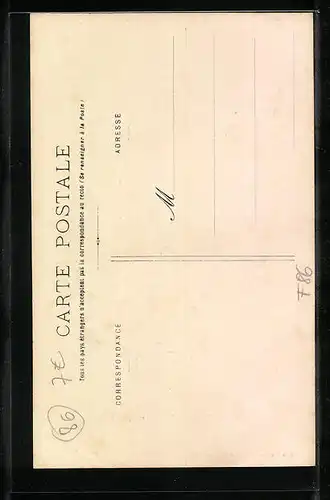 86
7€
CARTE POSTALE
Tous les pays étrangers n'acceptent pas la correspondance au recto (Se renseigner à la Poste)
CORRESPONDANCE
ADRESSE
M
F86